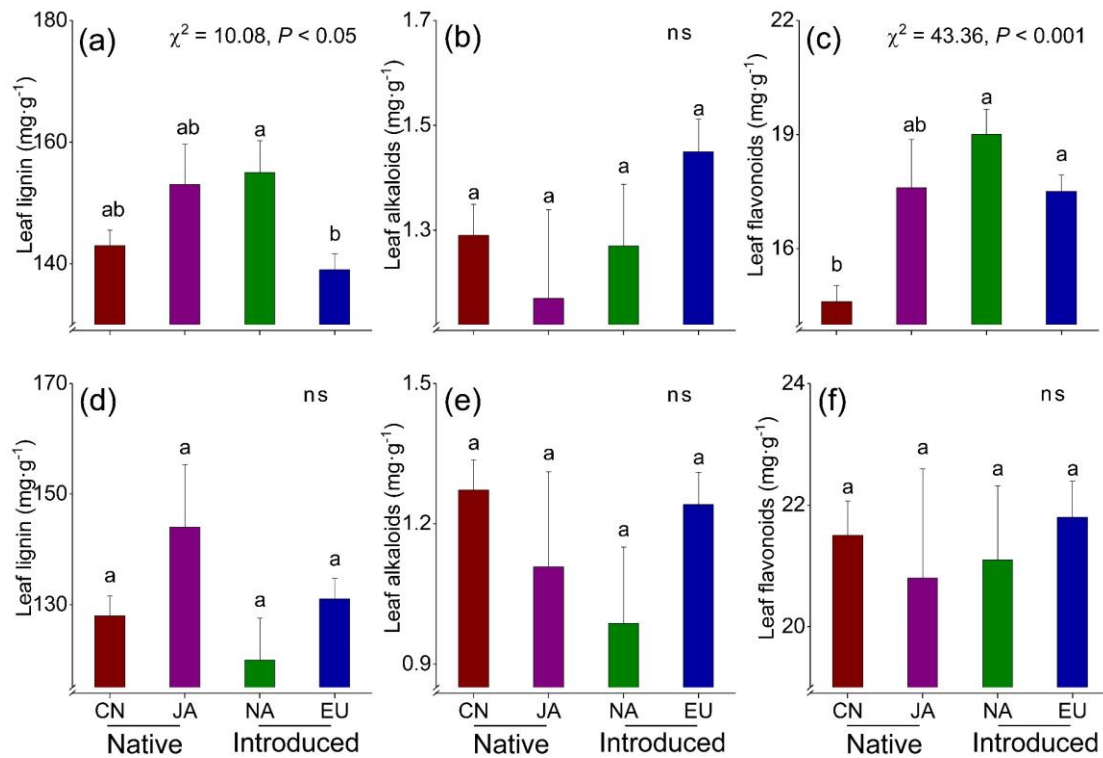 (a)
χ² = 10.08, P < 0.05
Leaf lignin (mg·g⁻¹)
180
160
140
ab
ab
a
b
(b)
ns
Leaf alkaloids (mg·g⁻¹)
1.7
1.5
1.3
a
a
a
a
(c)
χ² = 43.36, P < 0.001
Leaf flavonoids (mg·g⁻¹)
22
19
16
b
ab
a
a
(d)
ns
Leaf lignin (mg·g⁻¹)
170
150
130
a
a
a
a
CN JA NA EU
Native Introduced
(e)
ns
Leaf alkaloids (mg·g⁻¹)
1.5
1.2
0.9
a
a
a
a
CN JA NA EU
Native Introduced
(f)
ns
Leaf flavonoids (mg·g⁻¹)
24
22
20
a
a
a
a
CN JA NA EU
Native Introduced